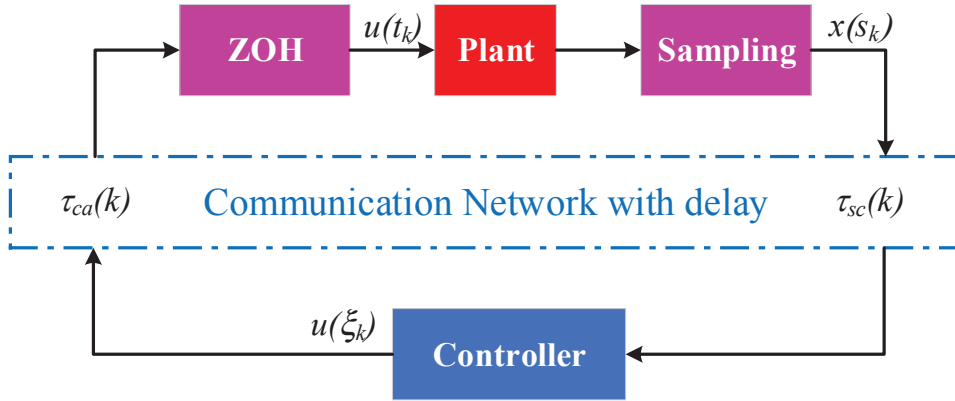 ZOH
u(t_k)
Plant
Sampling
x(s_k)
τ_ca(k)
Communication Network with delay
τ_sc(k)
u(ξ_k)
Controller